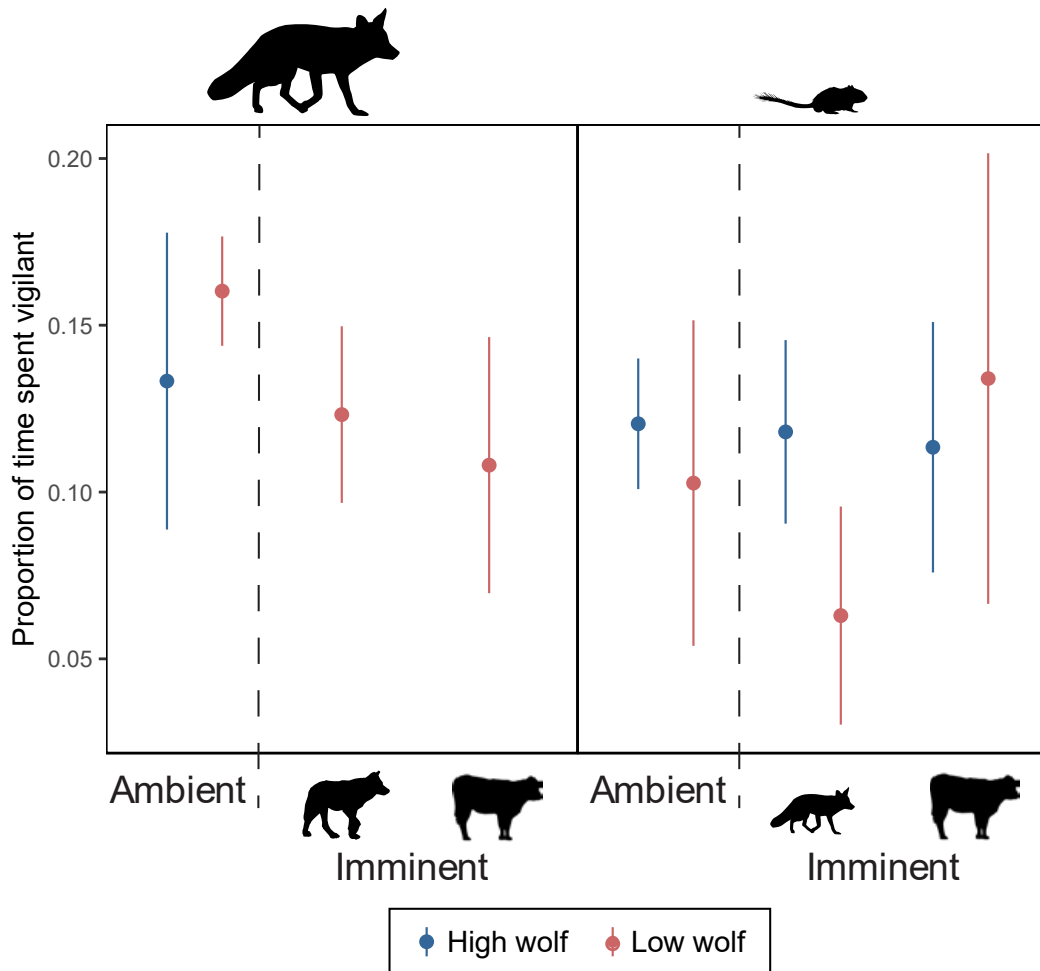 Proportion of time spent vigilant
0.20
0.15
0.10
0.05
Ambient
Ambient
Imminent
Imminent
High wolf
Low wolf